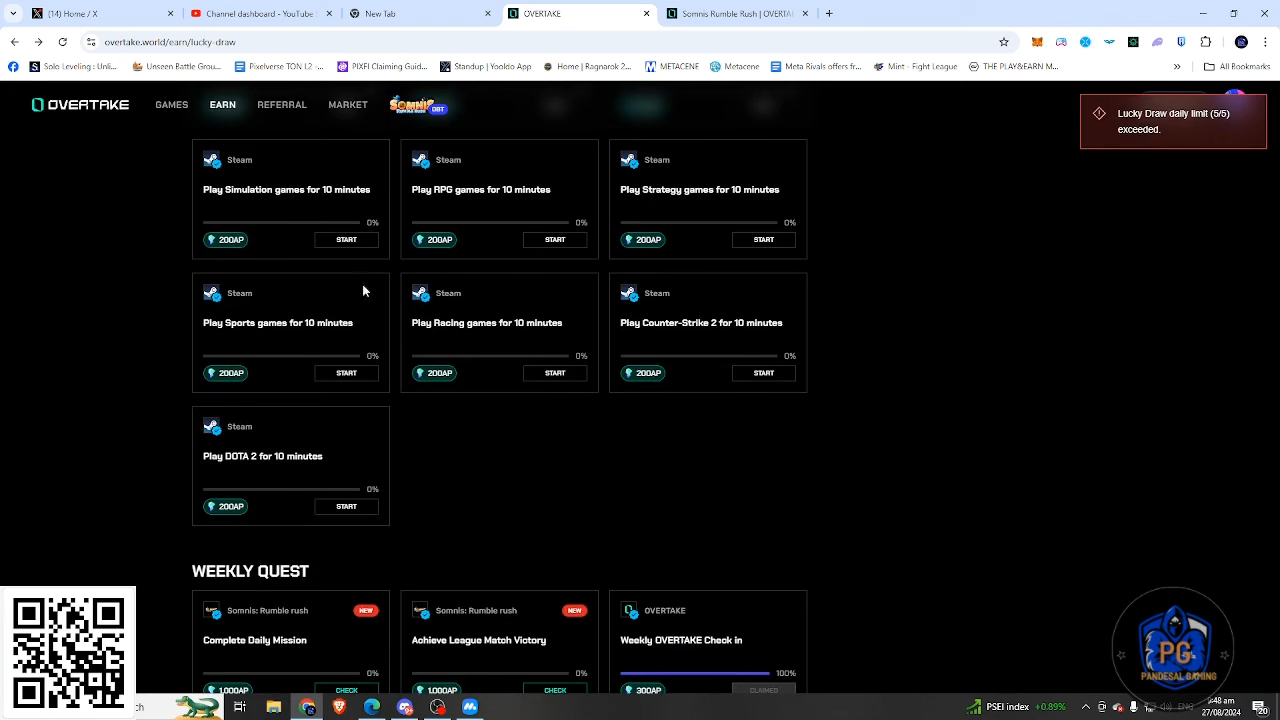 (14) Home / X
YouTube
New Tab
OVERTAKE
Somnis Rumble Rush | OVERTA
overtake.world/earn/lucky-draw
Solo Leveling : Unli...
Unseen Battle Grou...
Pixelverse TON L2 -...
PIXEL Claiming Guid...
Standup | Yooldo App
Home | Ragnarok 2...
METACENE
Meta Rivals offers e...
Mint - Fight League
THE PLAY&EARN M...
»
All Bookmarks
OVERTAKE
GAMES
EARN
REFERRAL
MARKET
SOMNIS
OBT
Lucky Draw daily limit (5/5)
exceeded.
Steam
Play Simulation games for 10 minutes
0%
200AP
START
Steam
Play RPG games for 10 minutes
0%
200AP
START
Steam
Play Strategy games for 10 minutes
0%
200AP
START
Steam
Play Sports games for 10 minutes
0%
200AP
START
Steam
Play Racing games for 10 minutes
0%
200AP
START
Steam
Play Counter-Strike 2 for 10 minutes
0%
200AP
START
Steam
Play DOTA 2 for 10 minutes
0%
200AP
START
WEEKLY QUEST
Somnis: Rumble rush
NEW
Complete Daily Mission
0%
1,000AP
CHECK
Somnis: Rumble rush
NEW
Achieve League Match Victory
0%
1,000AP
CHECK
OVERTAKE
Weekly OVERTAKE Check in
100%
300AP
CLAIMED
PG
PANDESAL GAMING
PSEi Index +0.89%
ENG
27/08/2024